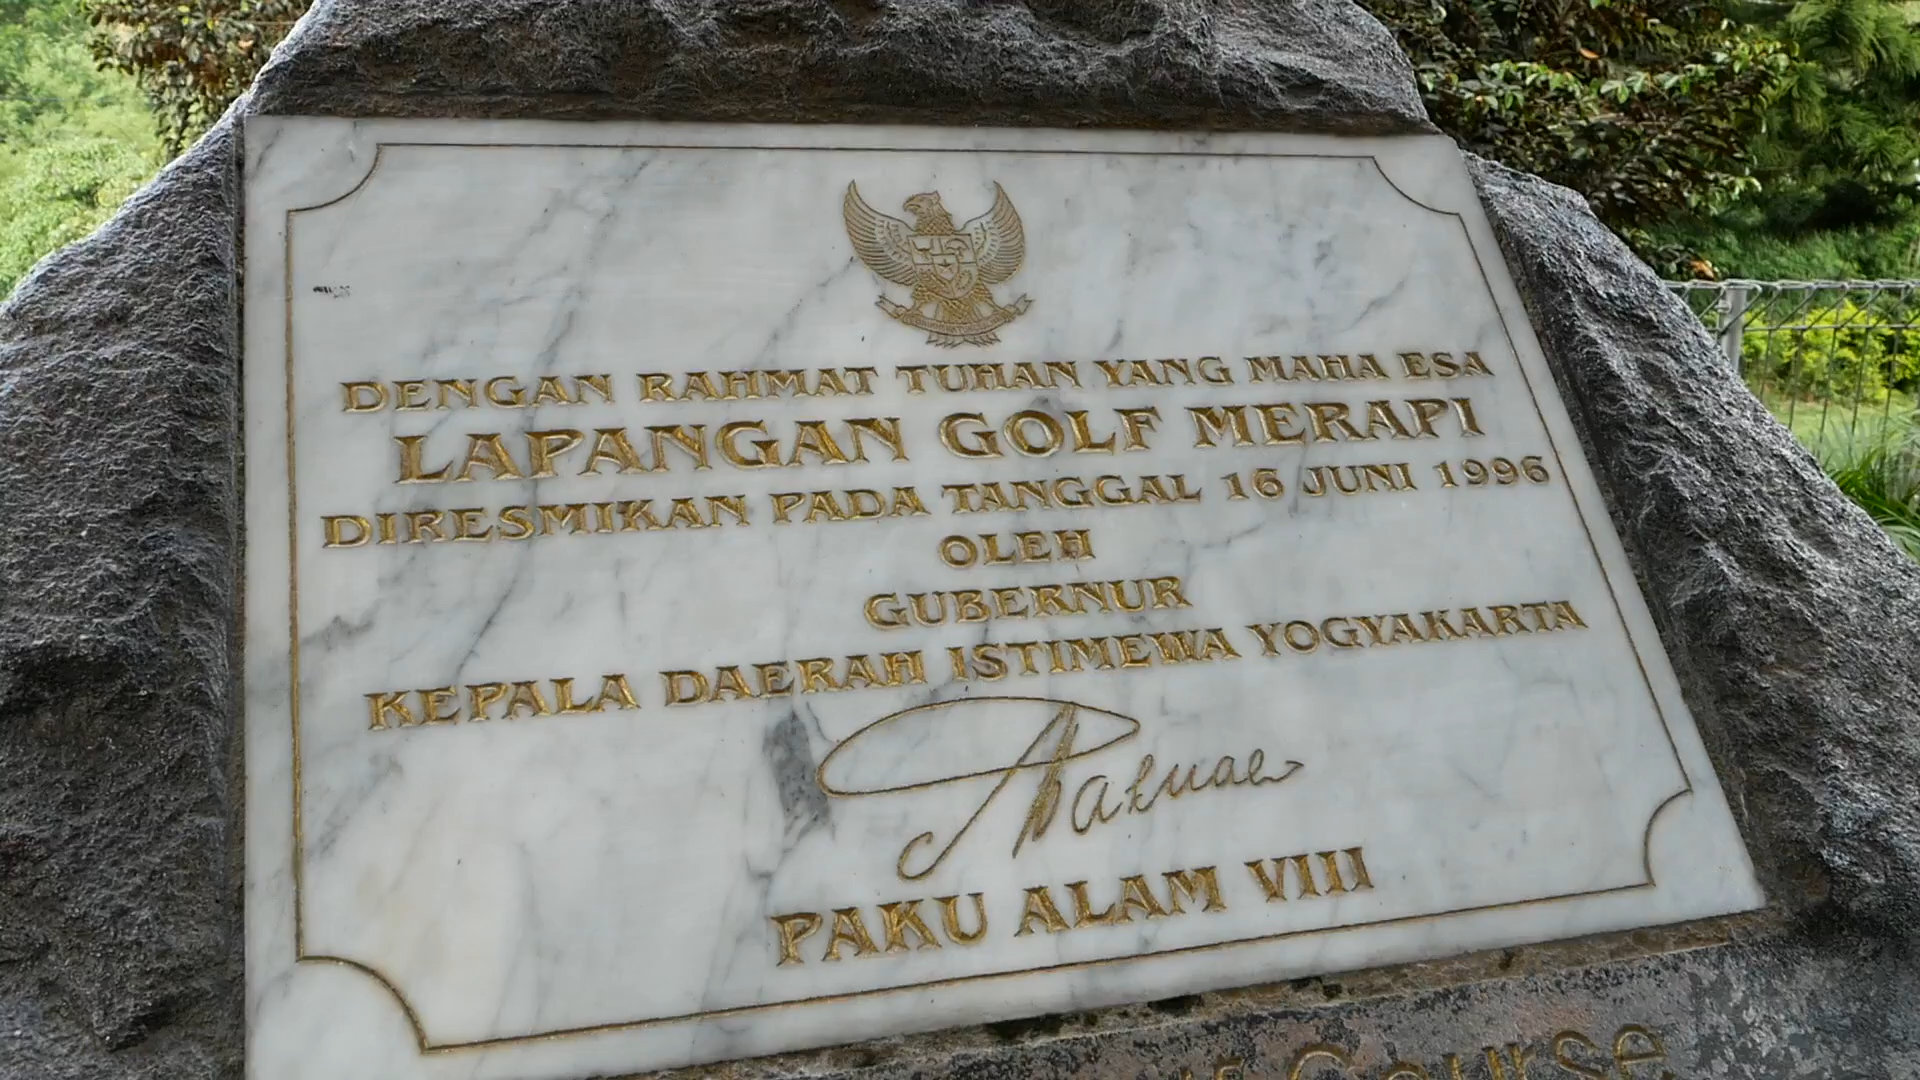 DENGAN RAHMAT TUHAN YANG MAHA ESA
LAPANGAN GOLF MERAPI
DIRESMIKAN PADA TANGGAL 16 JUNI 1996
OLEH
GUBERNUR
KEPALA DAERAH ISTIMEWA YOGYAKARTA
PAKU ALAM VIII
Course